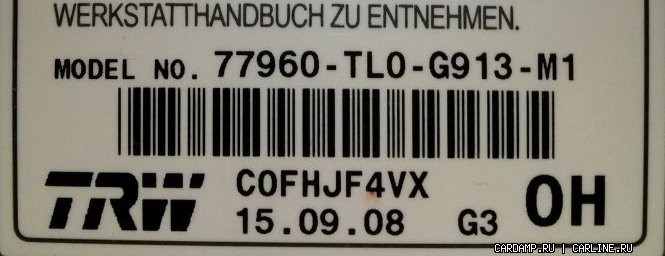 WERKSTATTHANDBUCH ZU ENTNEHMEN.
MODEL NO. 77960-TL0-G913-M1
TRW C0FHJF4VX 0H
15.09.08 G3
CARDAMP.RU | CARLINE.RU